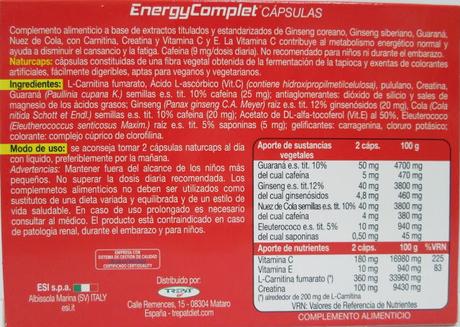 EnergyComplet® CÁPSULAS
Complemento alimenticio a base de extractos titulados y estandarizados de Ginseng coreano, Ginseng siberiano, Guaraná,
Nuez de Cola, con Carnitina, Creatina y Vitamina C y E. La Vitamina C contribuye al metabolismo energético normal y
ayuda a disminuir el cansancio y la fatiga. Cafeína (9 mg/dosis diaria). No recomendado para niños ni durante el embarazo.
Naturcaps: cápsulas constituidas de una fibra vegetal obtenida de la fermentación de la tapioca y exentas de colorantes
artificiales, fácilmente digeribles, aptas para veganos y vegetarianos.
Ingredientes: L-Carnitina fumarato, Ácido L-ascórbico (Vit.C) (contiene hidroxipropilmetilcelulosa), pululano, Creatina,
Guaraná (Paullinia cupana K.) semillas e.s. tit. 10% cafeína (25 mg); antiaglomerantes: dióxido de silicio y sales de
magnesio de los ácidos grasos; Ginseng (Panax ginseng C.A. Meyer) raíz e.s. tit. 12% ginsenósidos (20 mg), Cola (Cola
nitida Schott et Endl.) semillas e.s. tit. 10% cafeína (20 mg); Acetato de DL-alfa-tocoferol (Vit.E) al 50%, Eleuterococo
(Eleutherococcus senticosus Maxim.) raíz e.s. tit. 5% saponinas (5 mg); gelificantes: carragenina, cloruro potásico;
colorante: complejo cúprico de clorofilina.
Modo de uso: se aconseja tomar 2 cápsulas naturcaps al día
con líquido, preferiblemente por la mañana.
Advertencias: Mantener fuera del alcance de los niños más
pequeños. No superar la dosis diaria recomendada. Los
complemnetos alimenticios no deben ser utilizados como
sustitutos de una dieta variada y equilibrada y de un estilo de
vida saludable. En caso de uso prolongado es necesario
consultar al médico. El producto está contraindicado en caso
de patología renal, durante el embarazo y para niños.
Aporte de sustancias vegetales 2 cáps. 100 g
Guaraná e.s. tit. 10% 50 mg 4700 mg
del cual cafeína 5 mg 470 mg
Ginseng e.s. tit.12% 40 mg 3800 mg
del cual ginsenósidos 4,8 mg 460 mg
Nuez de Cola semillas e.s. tit. 10% 40 mg 3800 mg
del cual cafeína 4 mg 380 mg
Eleuterococo e.s.tit. 5% 10 mg 940 mg
del cual saponinas 0,50 mg 45 mg
Aporte de nutrientes 2 cáps. 100 g %VRN
Vitamina C 180 mg 16980 mg 225
Vitamina E 10 mg 940 mg 83
L-Carnitina fumarato (*) 360 mg 33960 mg
Creatina 100 mg 9430 mg
(*) alrededor de 200 mg de L-Carnitina
VRN: Valores de Referencia de Nutrientes
COMPLEMENTO ALIMENTICIO
EMPRESA CON
SISTEMA DE GESTIÓN DE CALIDAD
CERTIFICADO
CERTIFICADO QUALITY
ESI s.p.a.
Albissola Marina (SV) ITALY
esi.it
Distribuido por:
Calle Remences, 15 - 08304 Mataro
España - trepatdiet.com